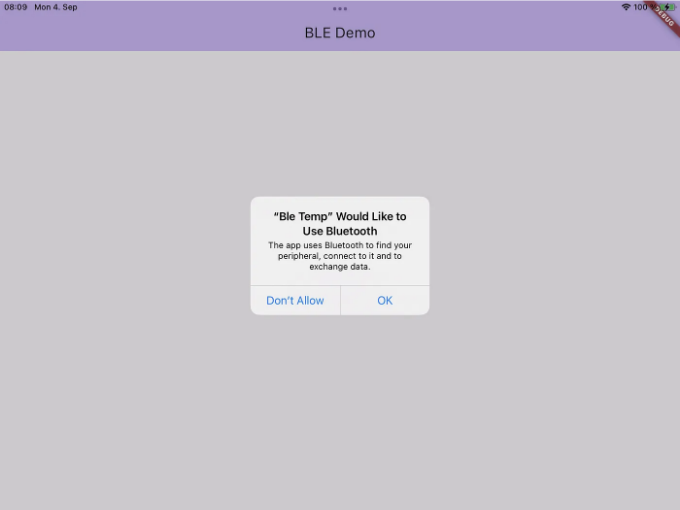 08:09 Mon 4. Sep
100
DEBUG
BLE Demo
“Ble Temp” Would Like to
Use Bluetooth
The app uses Bluetooth to find your
peripheral, connect to it and to
exchange data.
Don’t Allow
OK